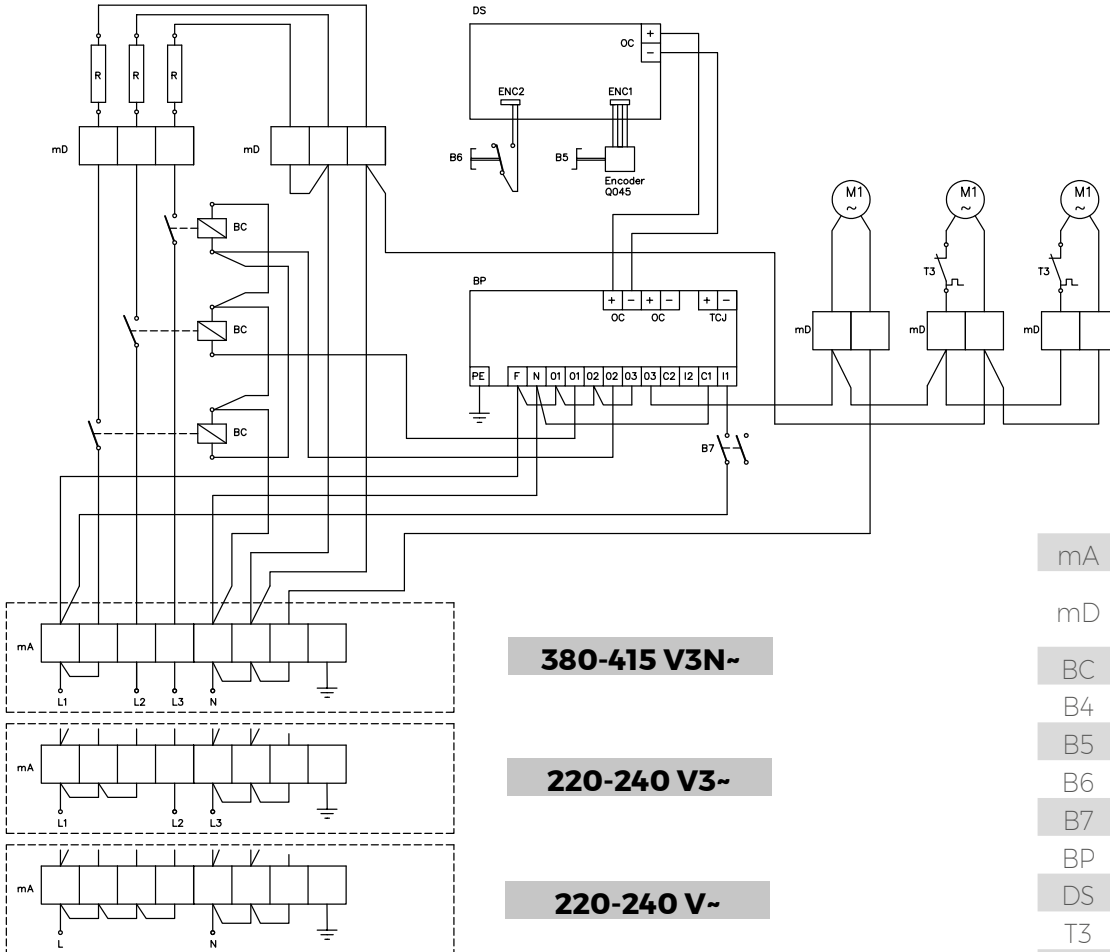 DS
+
OC
−
R R R
ENC2 ENC1
mD mD
B6 B5
Encoder
Q045
M1 M1 M1
~ ~ ~
BC
T3 T3
BP
+ − + − + −
OC OC TCJ
mD mD mD
BC
PE F N 01 01 02 02 03 03 C2 I2 C1 I1
BC
B7
mA
L1 L2 L3 N
380-415 V3N~
mA
L1 L2 L3
220-240 V3~
mA
L N
220-240 V~
mA
mD
BC
B4
B5
B6
B7
BP
DS
T3